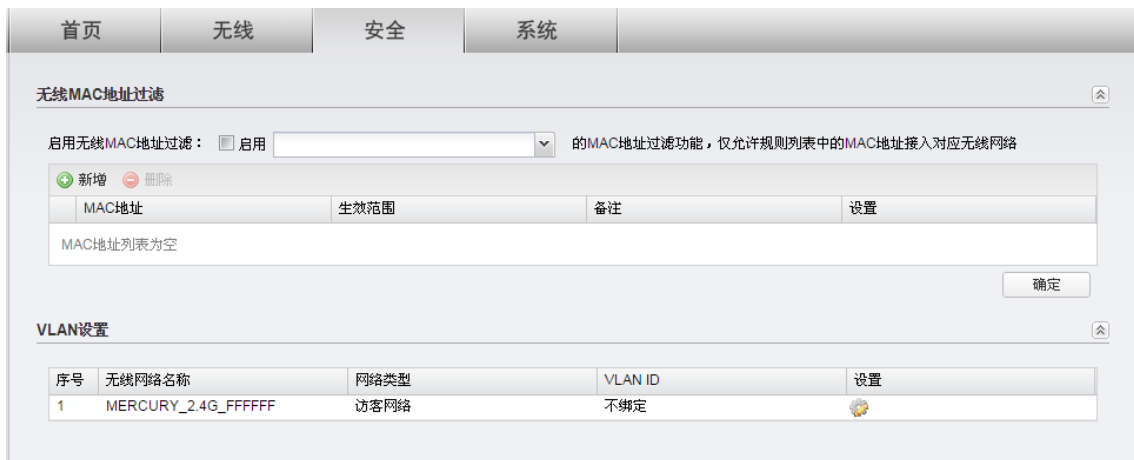 首页 无线 安全 系统
无线MAC地址过滤
启用无线MAC地址过滤： 启用 的MAC地址过滤功能，仅允许规则列表中的MAC地址接入对应无线网络
新增 删除
MAC地址 生效范围 备注 设置
MAC地址列表为空
确定
VLAN设置
序号 无线网络名称 网络类型 VLAN ID 设置
1 MERCURY_2.4G_FFFFFF 访客网络 不绑定